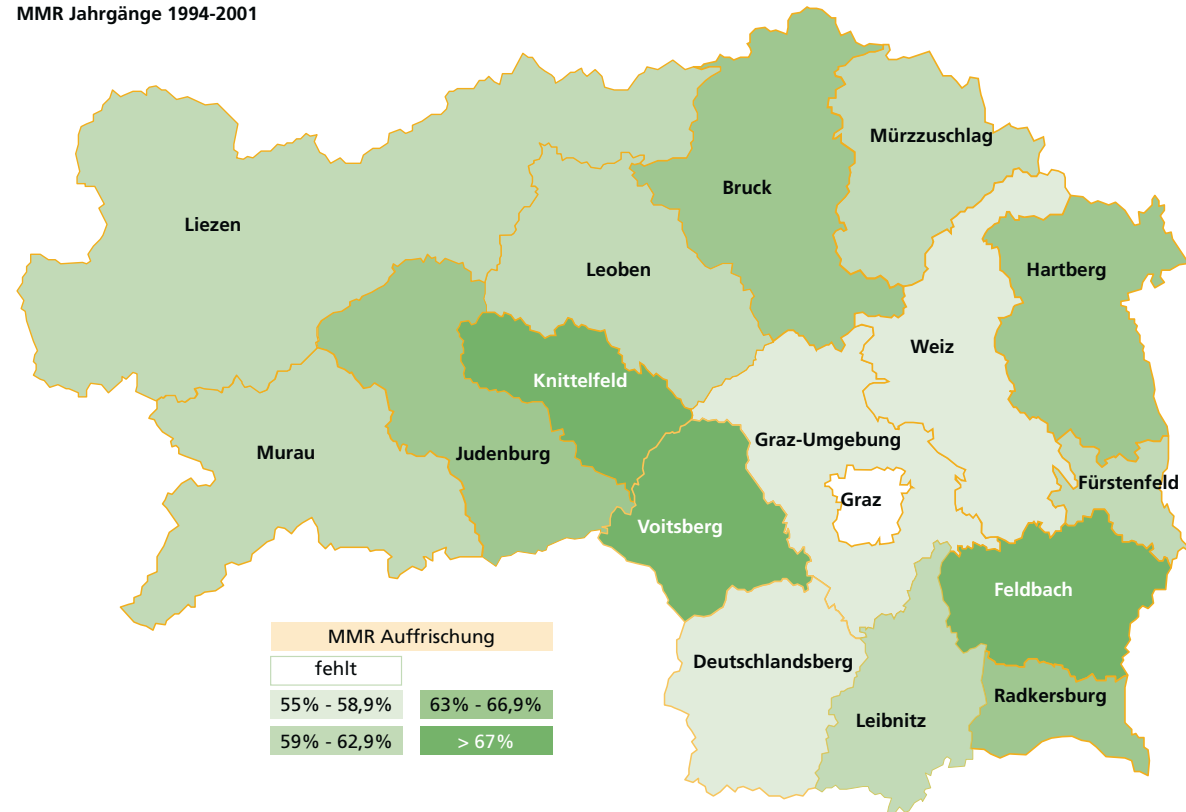 MMR Jahrgänge 1994-2001
Mürzzuschlag
Bruck
Liezen
Leoben
Hartberg
Weiz
Knittelfeld
Graz-Umgebung
Murau
Judenburg
Fürstenfeld
Graz
Voitsberg
Feldbach
MMR Auffrischung
fehlt
55% - 58,9%
63% - 66,9%
59% - 62,9%
> 67%
Deutschlandsberg
Radkersburg
Leibnitz